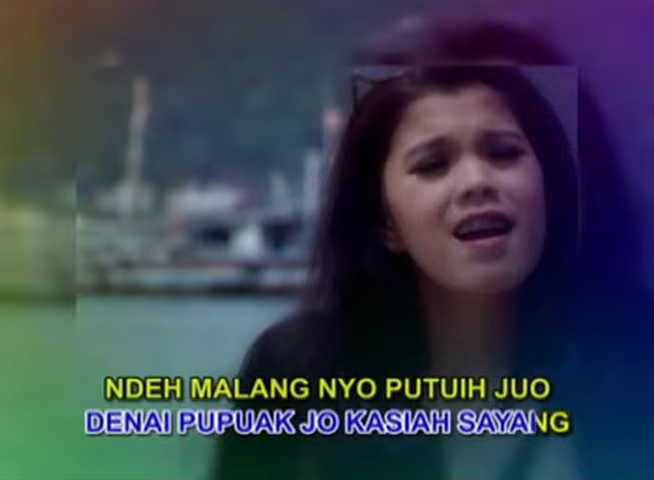 NDEH MALANG NYO PUTUIH JUO
DENAI PUPUAK JO KASIAH SAYANG